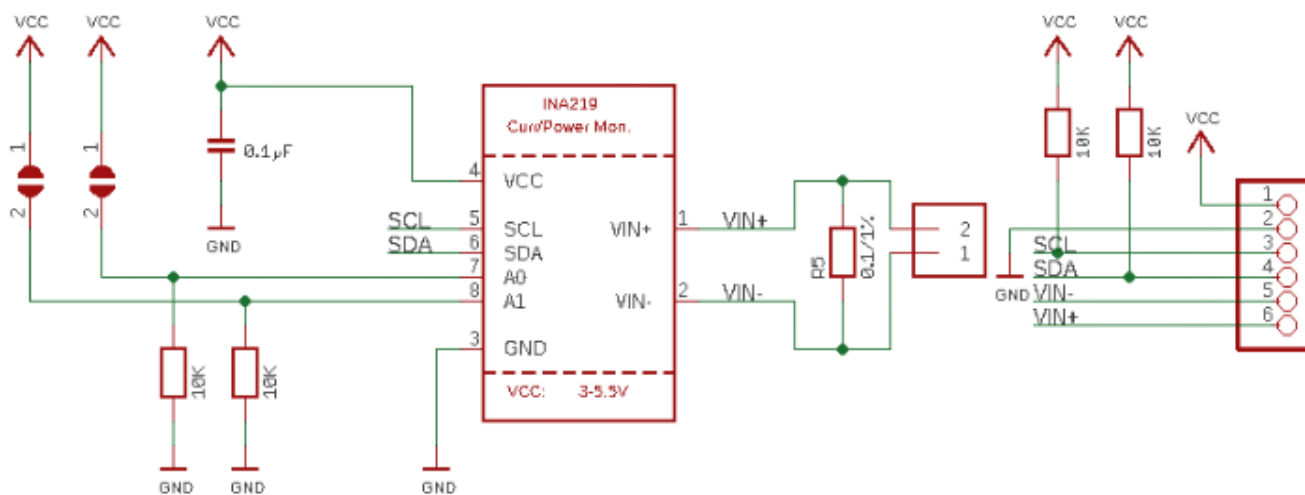 VCC
VCC
VCC
VCC
VCC
VCC
1
2
1
2
0.1µF
GND
INA219
Curr/Power Mon.
4 VCC
SCL 5 SCL
SDA 6 SDA
7 A0
8 A1
3 GND
VIN+ 1 VIN+
VIN- 2 VIN-
VCC: 3-5.5V
10K
10K
GND
GND
GND
R5
0.1/1%
2
1
10K
10K
GND
SCL
SDA
VIN-
VIN+
1
2
3
4
5
6